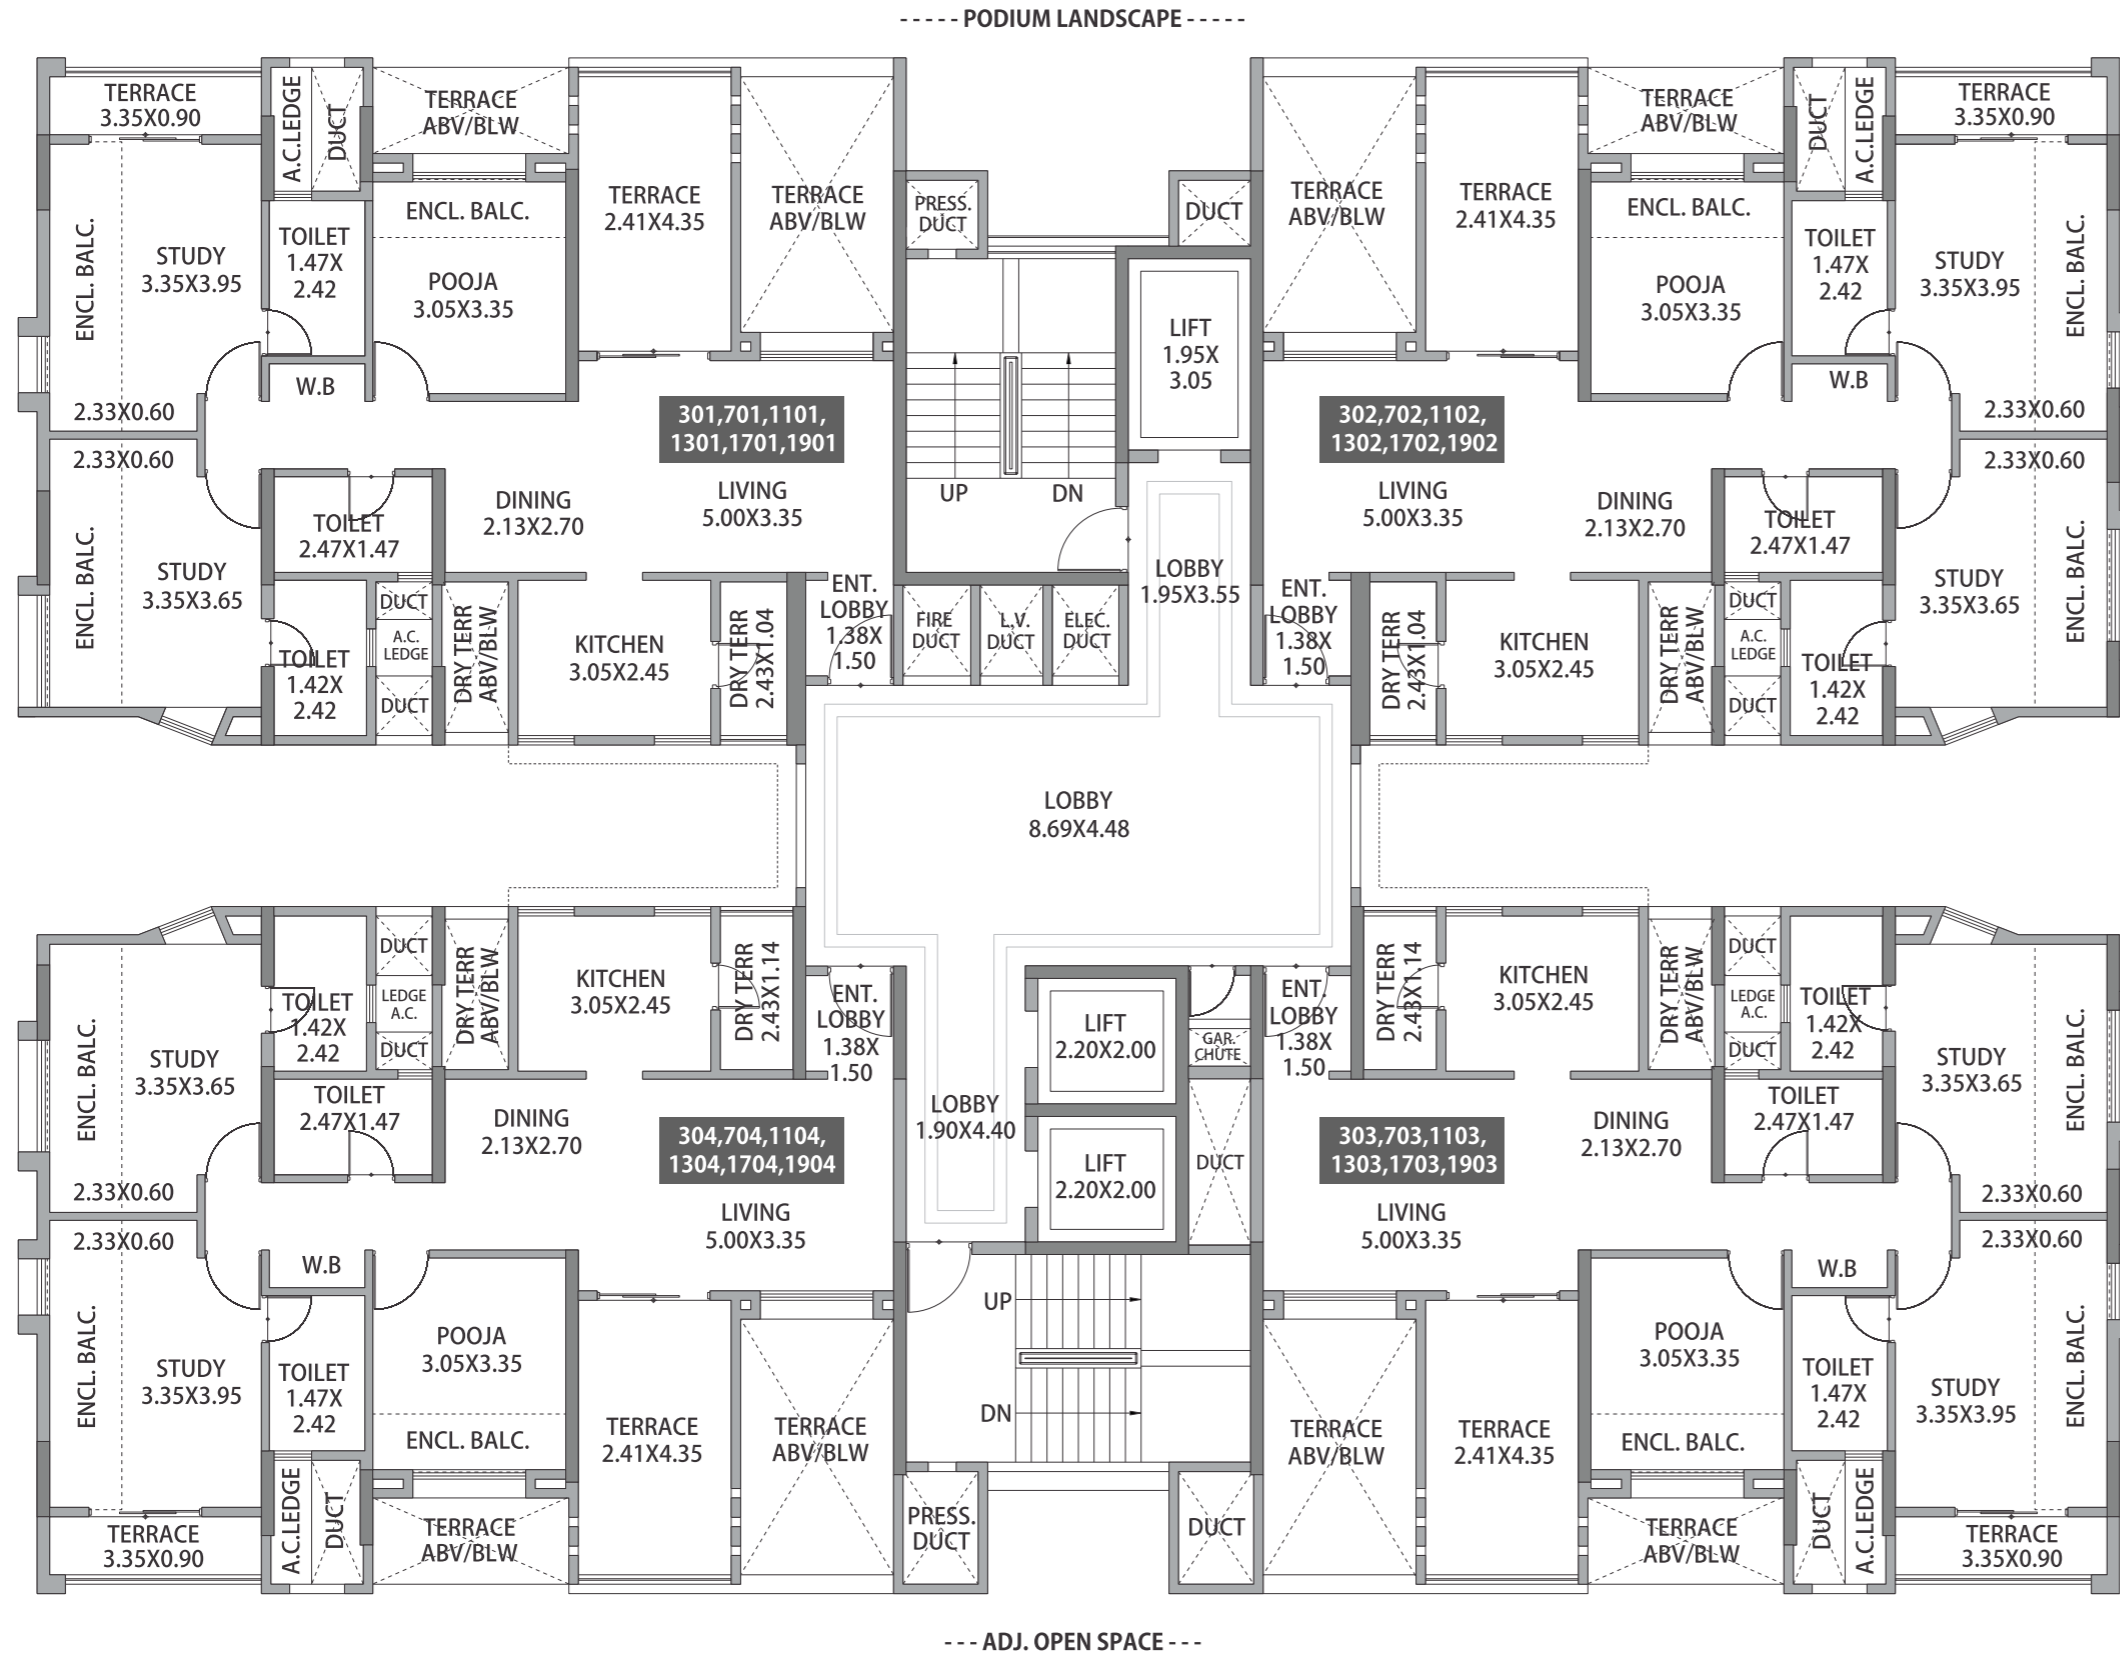 ----- PODIUM LANDSCAPE -----
TERRACE
3.35X0.90
A.C.LEDGE
DUCT
TERRACE
ABV/BLW
ENCL. BALC.
STUDY
3.35X3.95
TOILET
1.47X
2.42
ENCL. BALC.
POOJA
3.05X3.35
TERRACE
2.41X4.35
TERRACE
ABV/BLW
W.B
2.33X0.60
2.33X0.60
301,701,1101,
1301,1701,1901
LIVING
5.00X3.35
DINING
2.13X2.70
TOILET
2.47X1.47
ENCL. BALC.
STUDY
3.35X3.65
TOILET
1.42X
2.42
DUCT
A.C.
LEDGE
DUCT
DRY TERR
ABV/BLW
KITCHEN
3.05X2.45
DRY TERR
2.43X1.04
ENT.
LOBBY
1.38X
1.50
PRESS.
DUCT
DUCT
LIFT
1.95X
3.05
UP
DN
LOBBY
1.95X3.55
FIRE
DUCT
L.V.
DUCT
ELEC.
DUCT
TERRACE
ABV/BLW
TERRACE
2.41X4.35
TERRACE
ABV/BLW
DUCT
A.C.LEDGE
TERRACE
3.35X0.90
ENCL. BALC.
POOJA
3.05X3.35
TOILET
1.47X
2.42
STUDY
3.35X3.95
ENCL. BALC.
W.B
2.33X0.60
2.33X0.60
302,702,1102,
1302,1702,1902
LIVING
5.00X3.35
DINING
2.13X2.70
TOILET
2.47X1.47
ENT.
LOBBY
1.38X
1.50
DRY TERR
2.43X1.04
KITCHEN
3.05X2.45
DRY TERR
ABV/BLW
DUCT
A.C.
LEDGE
DUCT
TOILET
1.42X
2.42
STUDY
3.35X3.65
ENCL. BALC.
LOBBY
8.69X4.48
ENCL. BALC.
STUDY
3.35X3.65
TOILET
1.42X
2.42
DUCT
LEDGE
A.C.
DUCT
DRY TERR
ABV/BLW
KITCHEN
3.05X2.45
DRY TERR
2.43X1.14
ENT.
LOBBY
1.38X
1.50
TOILET
2.47X1.47
DINING
2.13X2.70
304,704,1104,
1304,1704,1904
LIVING
5.00X3.35
2.33X0.60
2.33X0.60
W.B
ENCL. BALC.
STUDY
3.35X3.95
TOILET
1.47X
2.42
POOJA
3.05X3.35
ENCL. BALC.
TERRACE
2.41X4.35
TERRACE
ABV/BLW
A.C.LEDGE
DUCT
TERRACE
ABV/BLW
TERRACE
3.35X0.90
LIFT
2.20X2.00
GAR.
CHUTE
LOBBY
1.90X4.40
LIFT
2.20X2.00
DUCT
UP
DN
PRESS.
DUCT
DUCT
ENT.
LOBBY
1.38X
1.50
DRY TERR
2.43X1.14
KITCHEN
3.05X2.45
DRY TERR
ABV/BLW
DUCT
LEDGE
A.C.
DUCT
TOILET
1.42X
2.42
STUDY
3.35X3.65
ENCL. BALC.
303,703,1103,
1303,1703,1903
DINING
2.13X2.70
TOILET
2.47X1.47
LIVING
5.00X3.35
2.33X0.60
2.33X0.60
W.B
POOJA
3.05X3.35
TOILET
1.47X
2.42
STUDY
3.35X3.95
ENCL. BALC.
TERRACE
ABV/BLW
TERRACE
2.41X4.35
ENCL. BALC.
TERRACE
ABV/BLW
DUCT
A.C.LEDGE
TERRACE
3.35X0.90
--- ADJ. OPEN SPACE ---